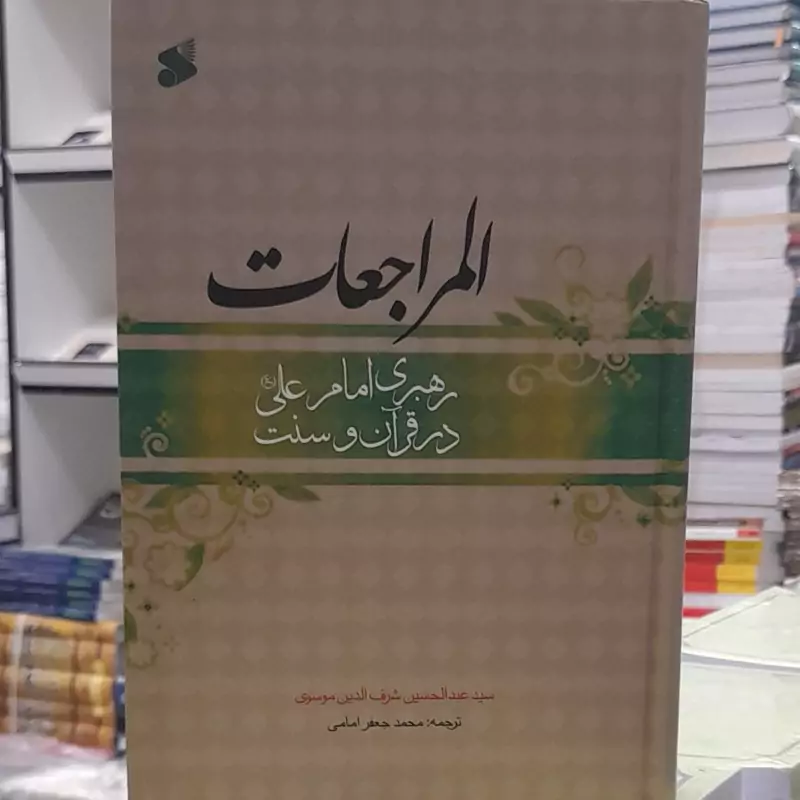 المراجعات
رهبری امام علی (ع)
در قرآن و سنت
سید عبدالحسین شرف الدین موسوی
ترجمه: محمد جعفر امامی